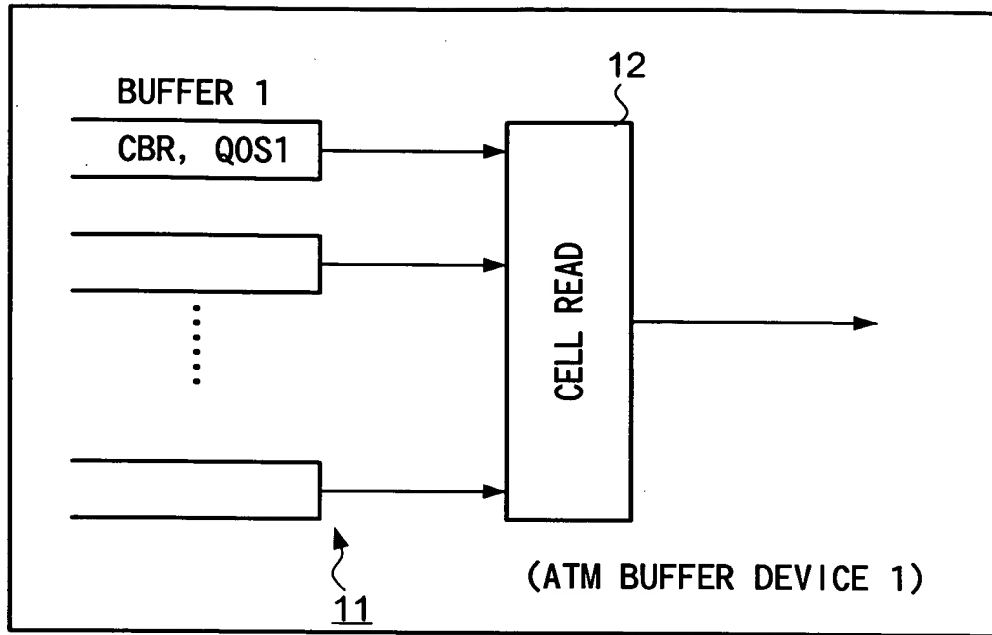 12
BUFFER 1
CBR, QOS1
CELL READ
(ATM BUFFER DEVICE 1)
11